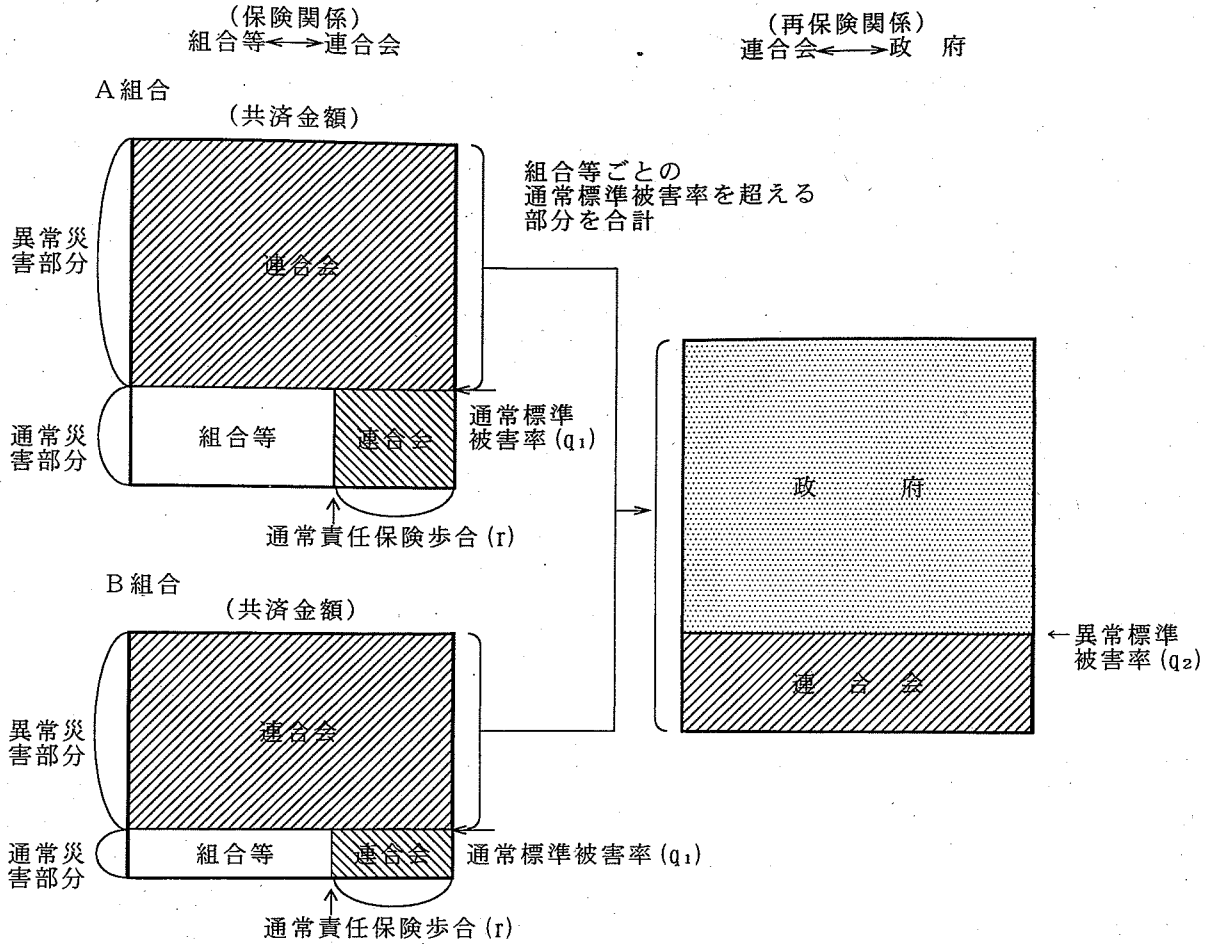 (保険関係)
組合等⟷連合会
(再保険関係)
連合会⟷政 府
A組合
(共済金額)
異常災
害部分
連合会
組合等ごとの
通常標準被害率を超える
部分を合計
通常災
害部分
組合等
連合会
←通常標準
被害率(q₁)
↑
通常責任保険歩合(r)
政 府
←異常標準
被害率(q₂)
連 合 会
B組合
(共済金額)
異常災
害部分
連合会
通常災
害部分
組合等
連合会
←通常標準被害率(q₁)
↑
通常責任保険歩合(r)